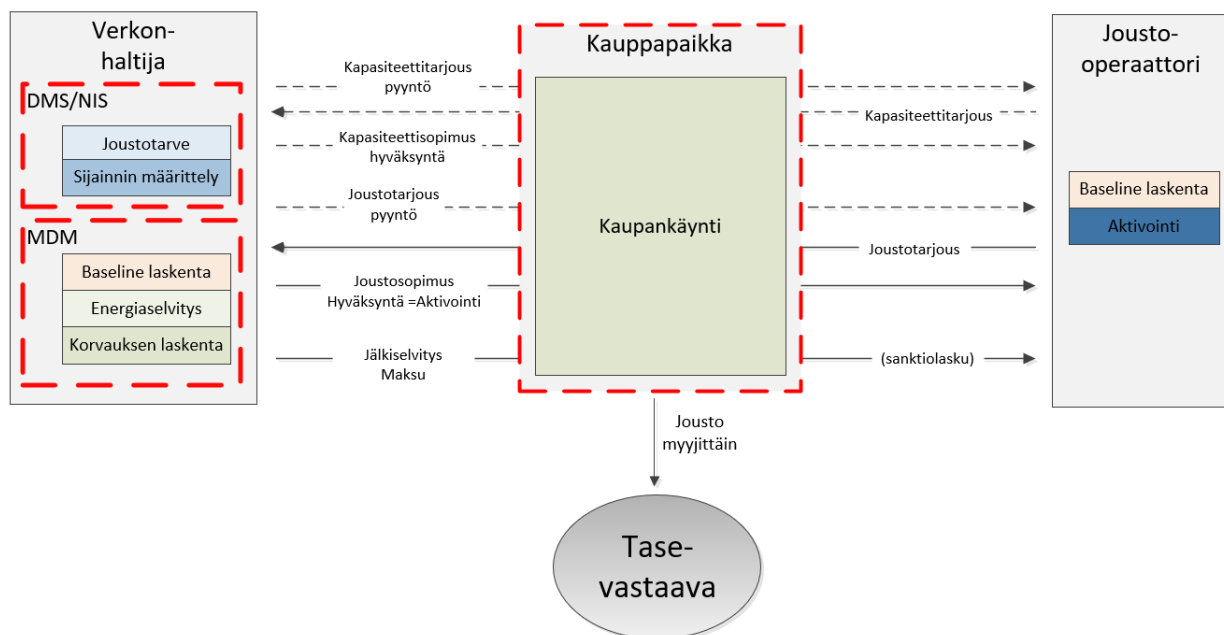 Verkon-
haltija
DMS/NIS
Joustotarve
Sijainnin määrittely
MDM
Baseline laskenta
Energiaselvitys
Korvauksen laskenta
Kapasiteettitarjous
pyyntö
Kapasiteettisopimus
hyväksyntä
Joustotarjous
pyyntö
Joustosopimus
Hyväksyntä =Aktivointi
Jälkiselvitys
Maksu
Kauppapaikka
Kaupankäynti
Kapasiteettitarjous
Joustotarjous
(sanktiolasku)
Jousto-
operaattori
Baseline laskenta
Aktivointi
Jousto
myyjittäin
Tase-
vastaava